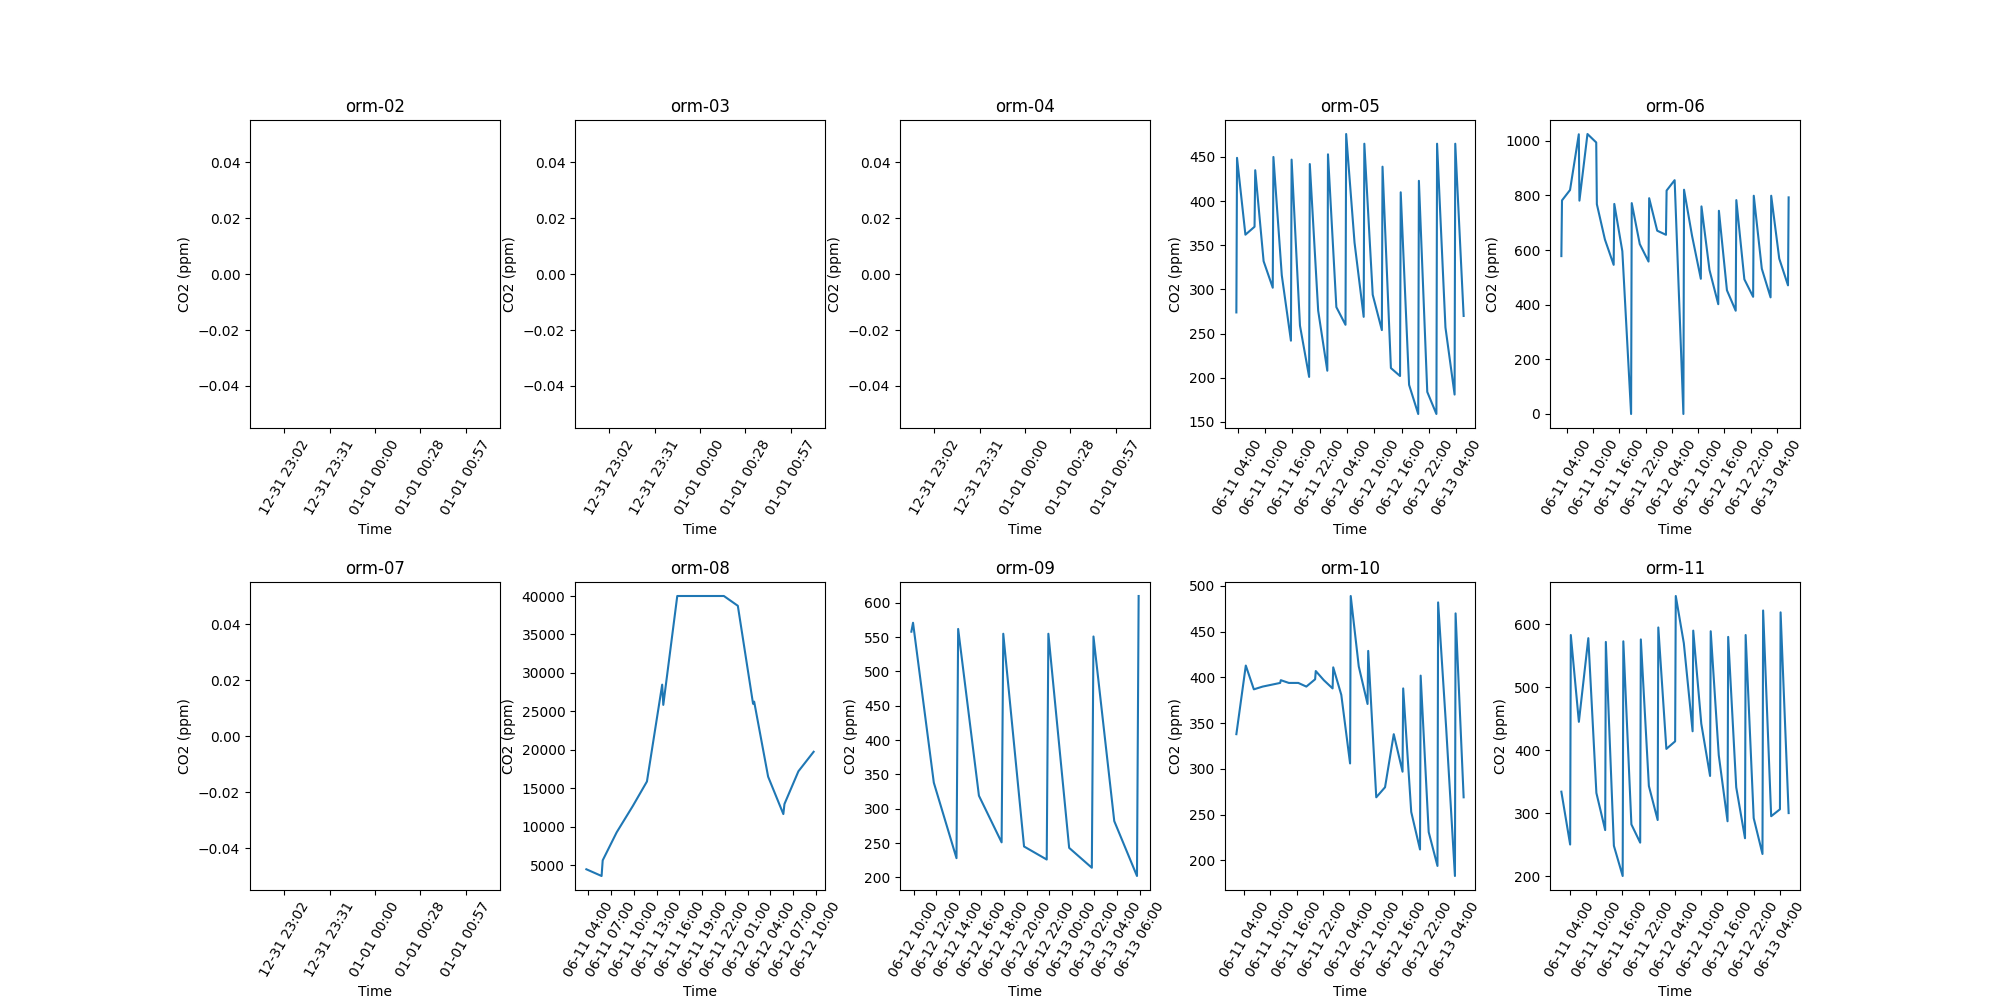 orm-02 orm-03 orm-04 orm-05 orm-06
0.04 0.04 0.04 450 1000
0.02 0.02 0.02 400 800
0.00 0.00 0.00 350 600
−0.02 −0.02 −0.02 300 400
−0.04 −0.04 −0.04 250 200
200 0
150
CO2 (ppm) CO2 (ppm) CO2 (ppm) CO2 (ppm) CO2 (ppm)
12-31 23:02 12-31 23:31 01-01 00:00 01-01 00:28 01-01 00:57
12-31 23:02 12-31 23:31 01-01 00:00 01-01 00:28 01-01 00:57
12-31 23:02 12-31 23:31 01-01 00:00 01-01 00:28 01-01 00:57
06-11 04:00 06-11 10:00 06-11 16:00 06-11 22:00 06-12 04:00 06-12 10:00 06-12 16:00 06-12 22:00 06-13 04:00
06-11 04:00 06-11 10:00 06-11 16:00 06-11 22:00 06-12 04:00 06-12 10:00 06-12 16:00 06-12 22:00 06-13 04:00
Time Time Time Time Time
orm-07 orm-08 orm-09 orm-10 orm-11
0.04 40000 600 500 600
0.02 35000 550 450 500
0.00 30000 500 400 400
−0.02 25000 450 350 300
−0.04 20000 400 300 200
15000 350 250
10000 300 200
5000 250
200
CO2 (ppm) CO2 (ppm) CO2 (ppm) CO2 (ppm) CO2 (ppm)
12-31 23:02 12-31 23:31 01-01 00:00 01-01 00:28 01-01 00:57
06-11 04:00 06-11 07:00 06-11 10:00 06-11 13:00 06-11 16:00 06-11 19:00 06-11 22:00 06-12 01:00 06-12 04:00 06-12 07:00 06-12 10:00
06-12 10:00 06-12 12:00 06-12 14:00 06-12 16:00 06-12 18:00 06-12 20:00 06-12 22:00 06-13 00:00 06-13 02:00 06-13 04:00 06-13 06:00
06-11 04:00 06-11 10:00 06-11 16:00 06-11 22:00 06-12 04:00 06-12 10:00 06-12 16:00 06-12 22:00 06-13 04:00
06-11 04:00 06-11 10:00 06-11 16:00 06-11 22:00 06-12 04:00 06-12 10:00 06-12 16:00 06-12 22:00 06-13 04:00
Time Time Time Time Time